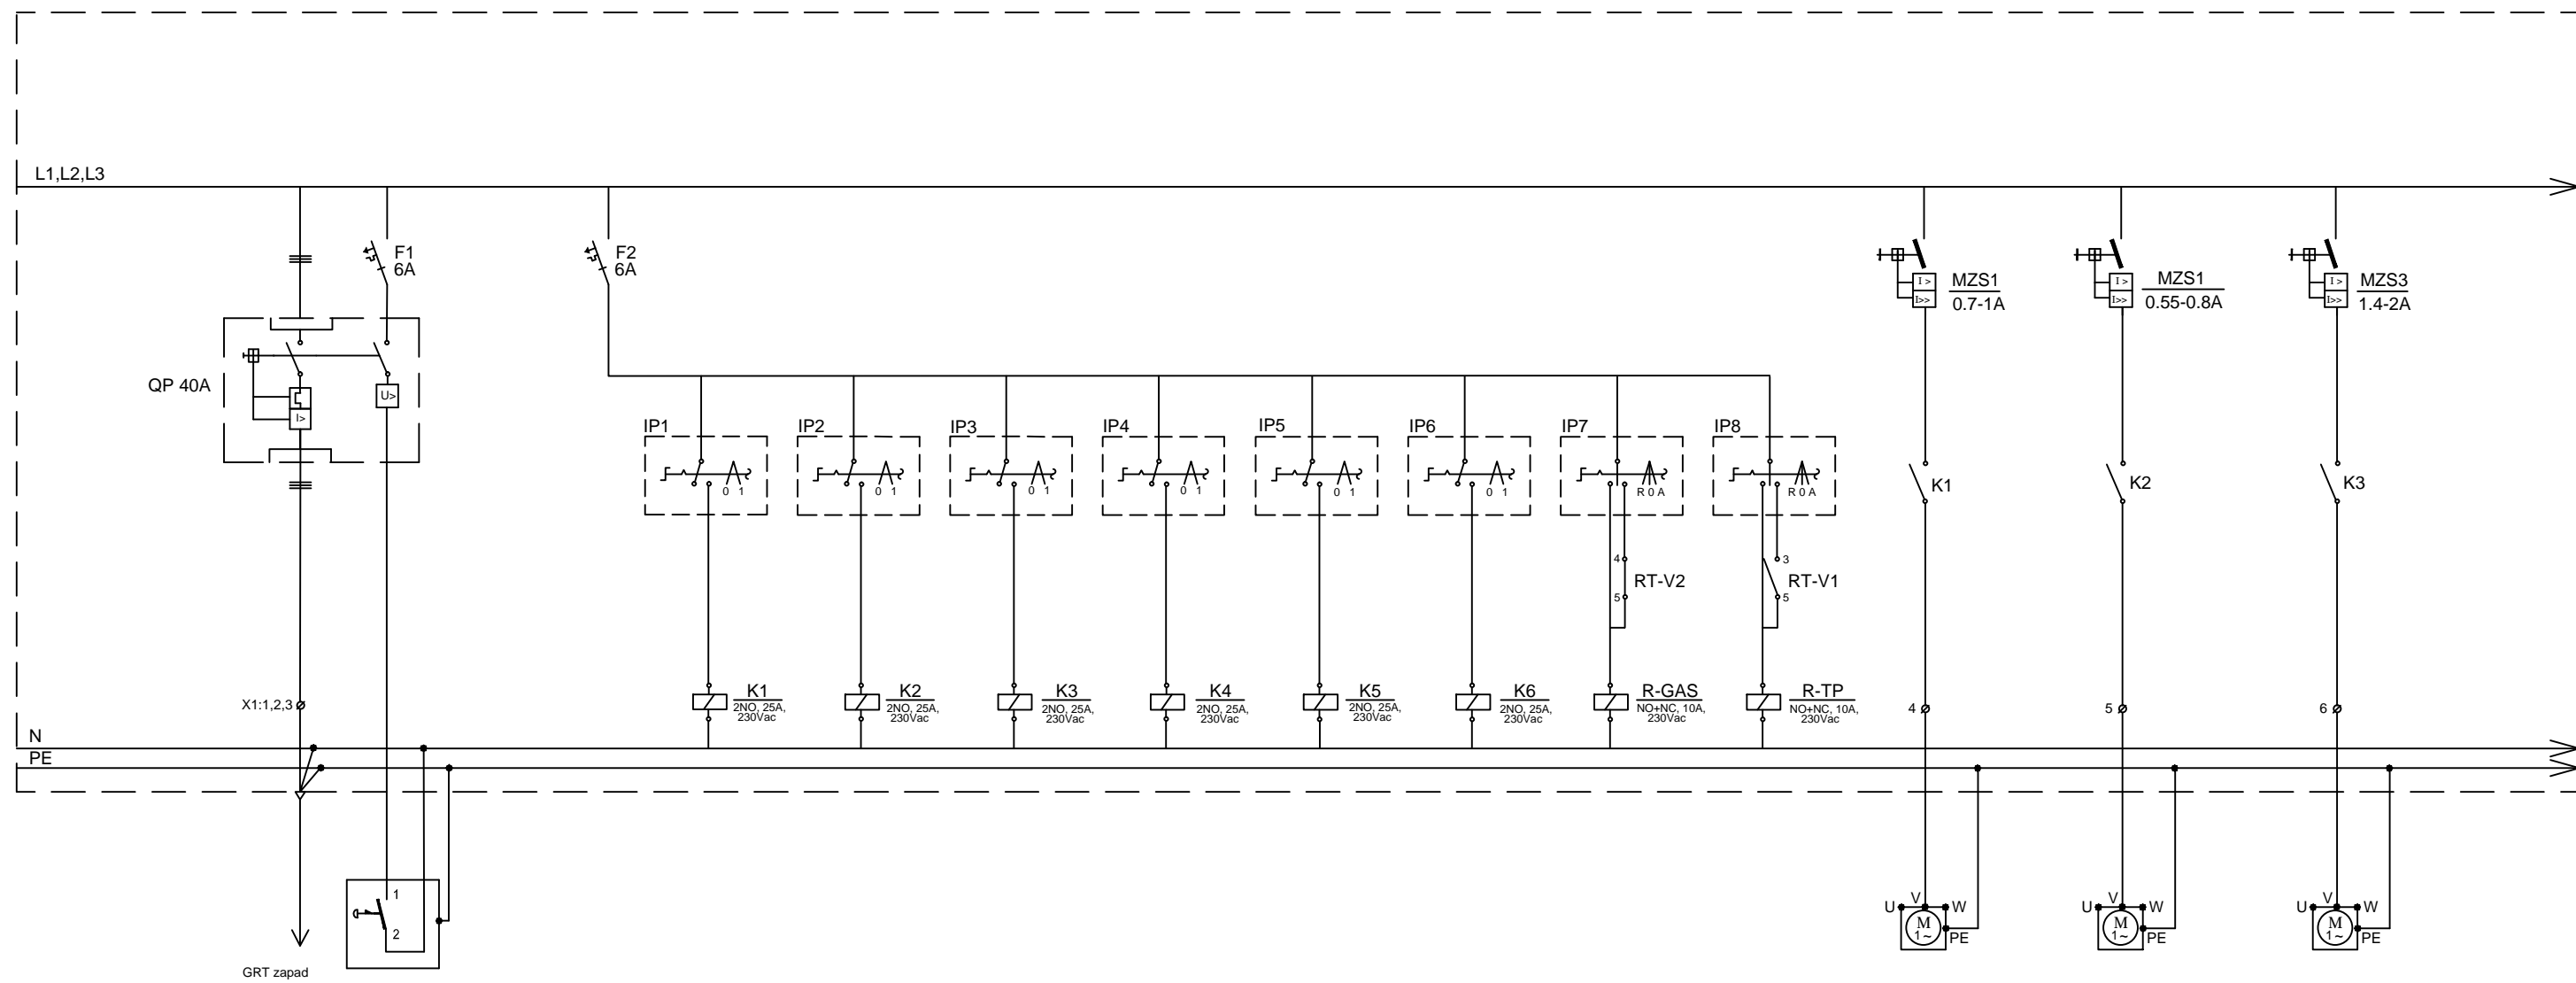 L1,L2,L3
F1
6A
F2
6A
MZS1
0.7-1A
MZS1
0.55-0.8A
MZS3
1.4-2A
I >
I>>
I >
I>>
I >
I>>
QP 40A
U>
I>
IP1
IP2
IP3
IP4
IP5
IP6
IP7
IP8
0 1
0 1
0 1
0 1
0 1
0 1
R 0 A
R 0 A
K1
K2
K3
4
RT-V2
5
3
RT-V1
5
K1
2NO, 25A,
230Vac
K2
2NO, 25A,
230Vac
K3
2NO, 25A,
230Vac
K4
2NO, 25A,
230Vac
K5
2NO, 25A,
230Vac
K6
2NO, 25A,
230Vac
R-GAS
NO+NC, 10A,
230Vac
R-TP
NO+NC, 10A,
230Vac
X1:1,2,3
4
5
6
N
PE
1
2
U V W
M
1~
PE
U V W
M
1~
PE
U V W
M
1~
PE
GRT zapad